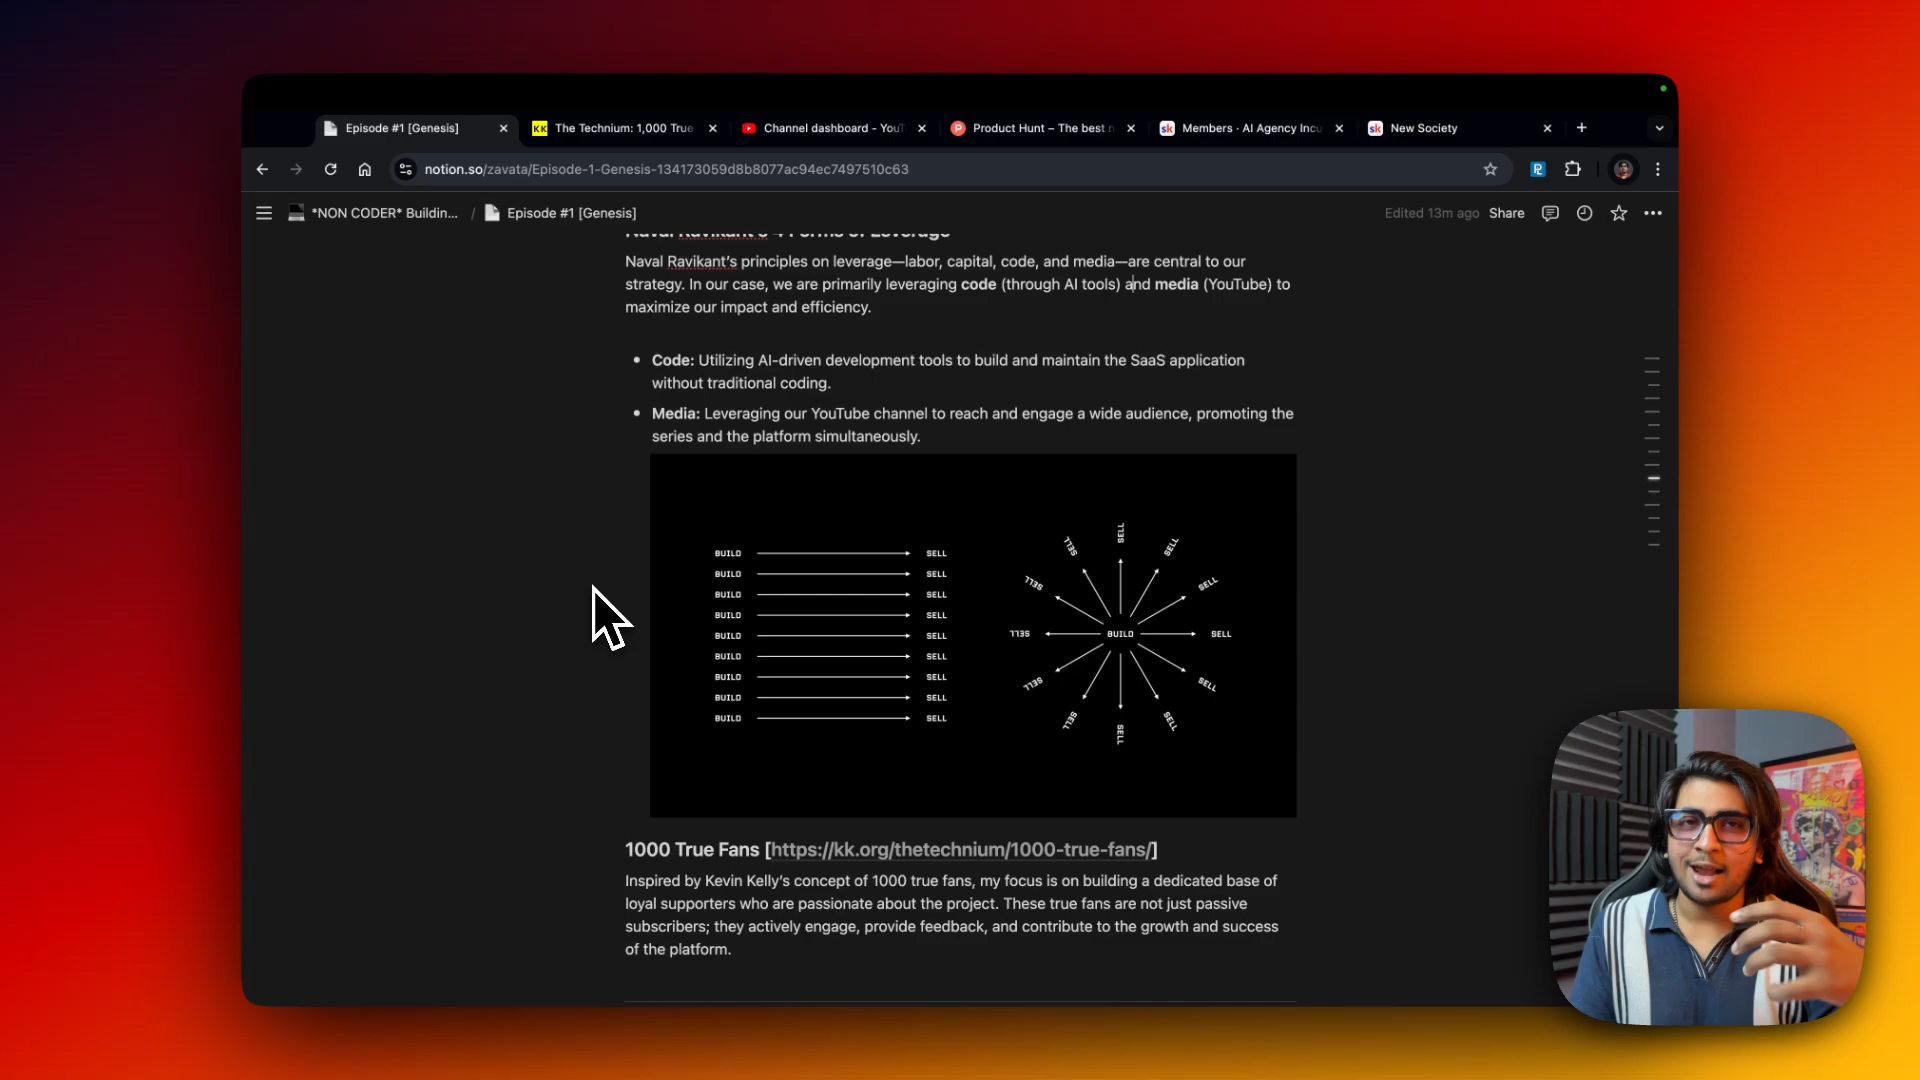 Episode #1 [Genesis]
KK
The Technium: 1,000 True
Channel dashboard - YouT
Product Hunt – The best n
sk
Members · AI Agency Incu
sk
New Society
notion.so/zavata/Episode-1-Genesis-134173059d8b8077ac94ec7497510c63
*NON CODER* Buildin... / Episode #1 [Genesis]
Edited 13m ago Share
Naval Ravikant's 4 Forms of Leverage
Naval Ravikant's principles on leverage—labor, capital, code, and media—are central to our
strategy. In our case, we are primarily leveraging code (through AI tools) and media (YouTube) to
maximize our impact and efficiency.
• Code: Utilizing AI-driven development tools to build and maintain the SaaS application
without traditional coding.
• Media: Leveraging our YouTube channel to reach and engage a wide audience, promoting the
series and the platform simultaneously.
BUILD SELL
BUILD SELL
BUILD SELL
BUILD SELL
BUILD SELL
BUILD SELL
BUILD SELL
BUILD SELL
BUILD SELL
SELL
SELL
SELL
SELL
SELL
SELL
BUILD
SELL
SELL
SELL
SELL
SELL
SELL
1000 True Fans [https://kk.org/thetechnium/1000-true-fans/]
Inspired by Kevin Kelly's concept of 1000 true fans, my focus is on building a dedicated base of
loyal supporters who are passionate about the project. These true fans are not just passive
subscribers; they actively engage, provide feedback, and contribute to the growth and success
of the platform.